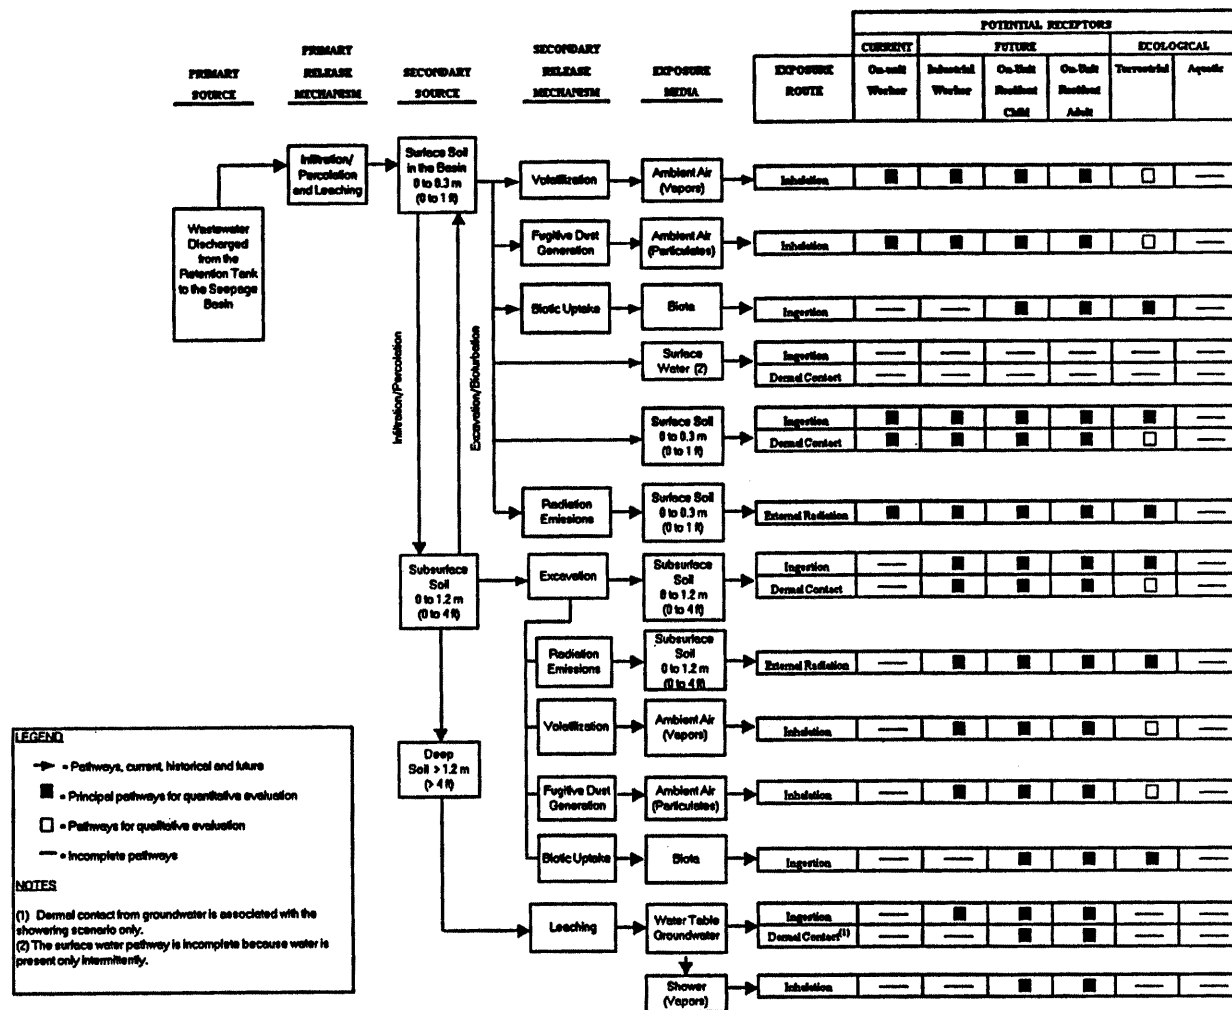 POTENTIAL RECEPTORS
CURRENT
FUTURE
ECOLOGICAL
PRIMARY
SOURCE
PRIMARY
RELEASE
MECHANISM
SECONDARY
SOURCE
SECONDARY
RELEASE
MECHANISM
EXPOSURE
MEDIA
EXPOSURE
ROUTE
On-unit
Worker
Industrial
Worker
On-Unit
Resident
Child
On-Unit
Resident
Adult
Terrestrial
Aquatic
Wastewater
Discharged
from the
Retention Tank
to the Seepage
Basin
Infiltration/
Percolation
and Leaching
Surface Soil
in the Basin
0 to 0.3 m
(0 to 1 ft)
Infiltration/Percolation
Excavation/Bioturbation
Volatilization
Ambient Air
(Vapors)
Inhalation
Fugitive Dust
Generation
Ambient Air
(Particulates)
Inhalation
Biotic Uptake
Biota
Ingestion
Surface
Water (2)
Ingestion
Dermal Contact
Surface Soil
0 to 0.3 m
(0 to 1 ft)
Ingestion
Dermal Contact
Radiation
Emissions
Surface Soil
0 to 0.3 m
(0 to 1 ft)
External Radiation
Subsurface
Soil
0 to 1.2 m
(0 to 4 ft)
Excavation
Subsurface
Soil
0 to 1.2 m
(0 to 4 ft)
Ingestion
Dermal Contact
Radiation
Emissions
Subsurface
Soil
0 to 1.2 m
(0 to 4 ft)
External Radiation
Volatilization
Ambient Air
(Vapors)
Inhalation
Deep
Soil > 1.2 m
(> 4 ft)
Fugitive Dust
Generation
Ambient Air
(Particulates)
Inhalation
Biotic Uptake
Biota
Ingestion
Leaching
Water Table
Groundwater
Ingestion
Dermal Contact(1)
Shower
(Vapors)
Inhalation
LEGEND
= Pathways, current, historical and future
= Principal pathways for quantitative evaluation
= Pathways for qualitative evaluation
= Incomplete pathways
NOTES
(1) Dermal contact from groundwater is associated with the
showering scenario only.
(2) The surface water pathway is incomplete because water is
present only intermittently.